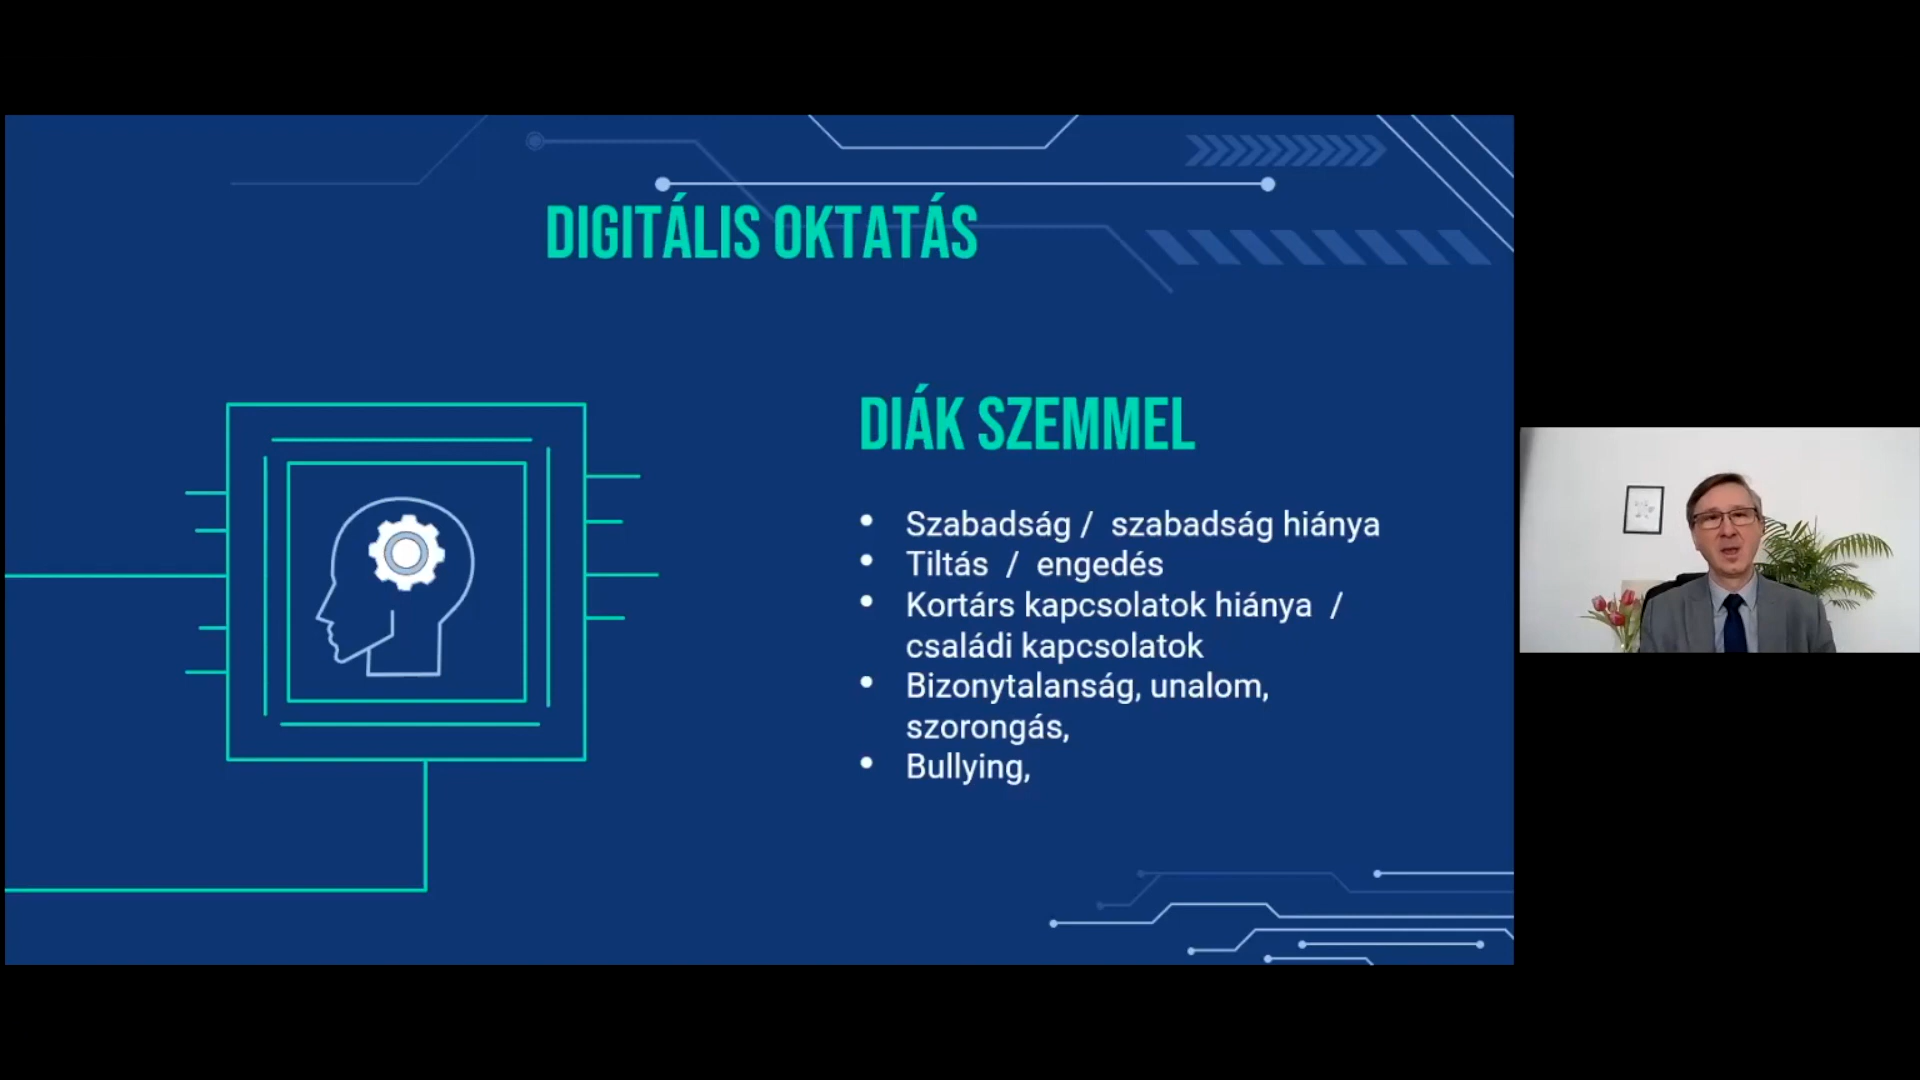 DIGITÁLIS OKTATÁS
DIÁK SZEMMEL
• Szabadság / szabadság hiánya
• Tiltás / engedés
• Kortárs kapcsolatok hiánya /
családi kapcsolatok
• Bizonytalanság, unalom,
szorongás,
• Bullying,